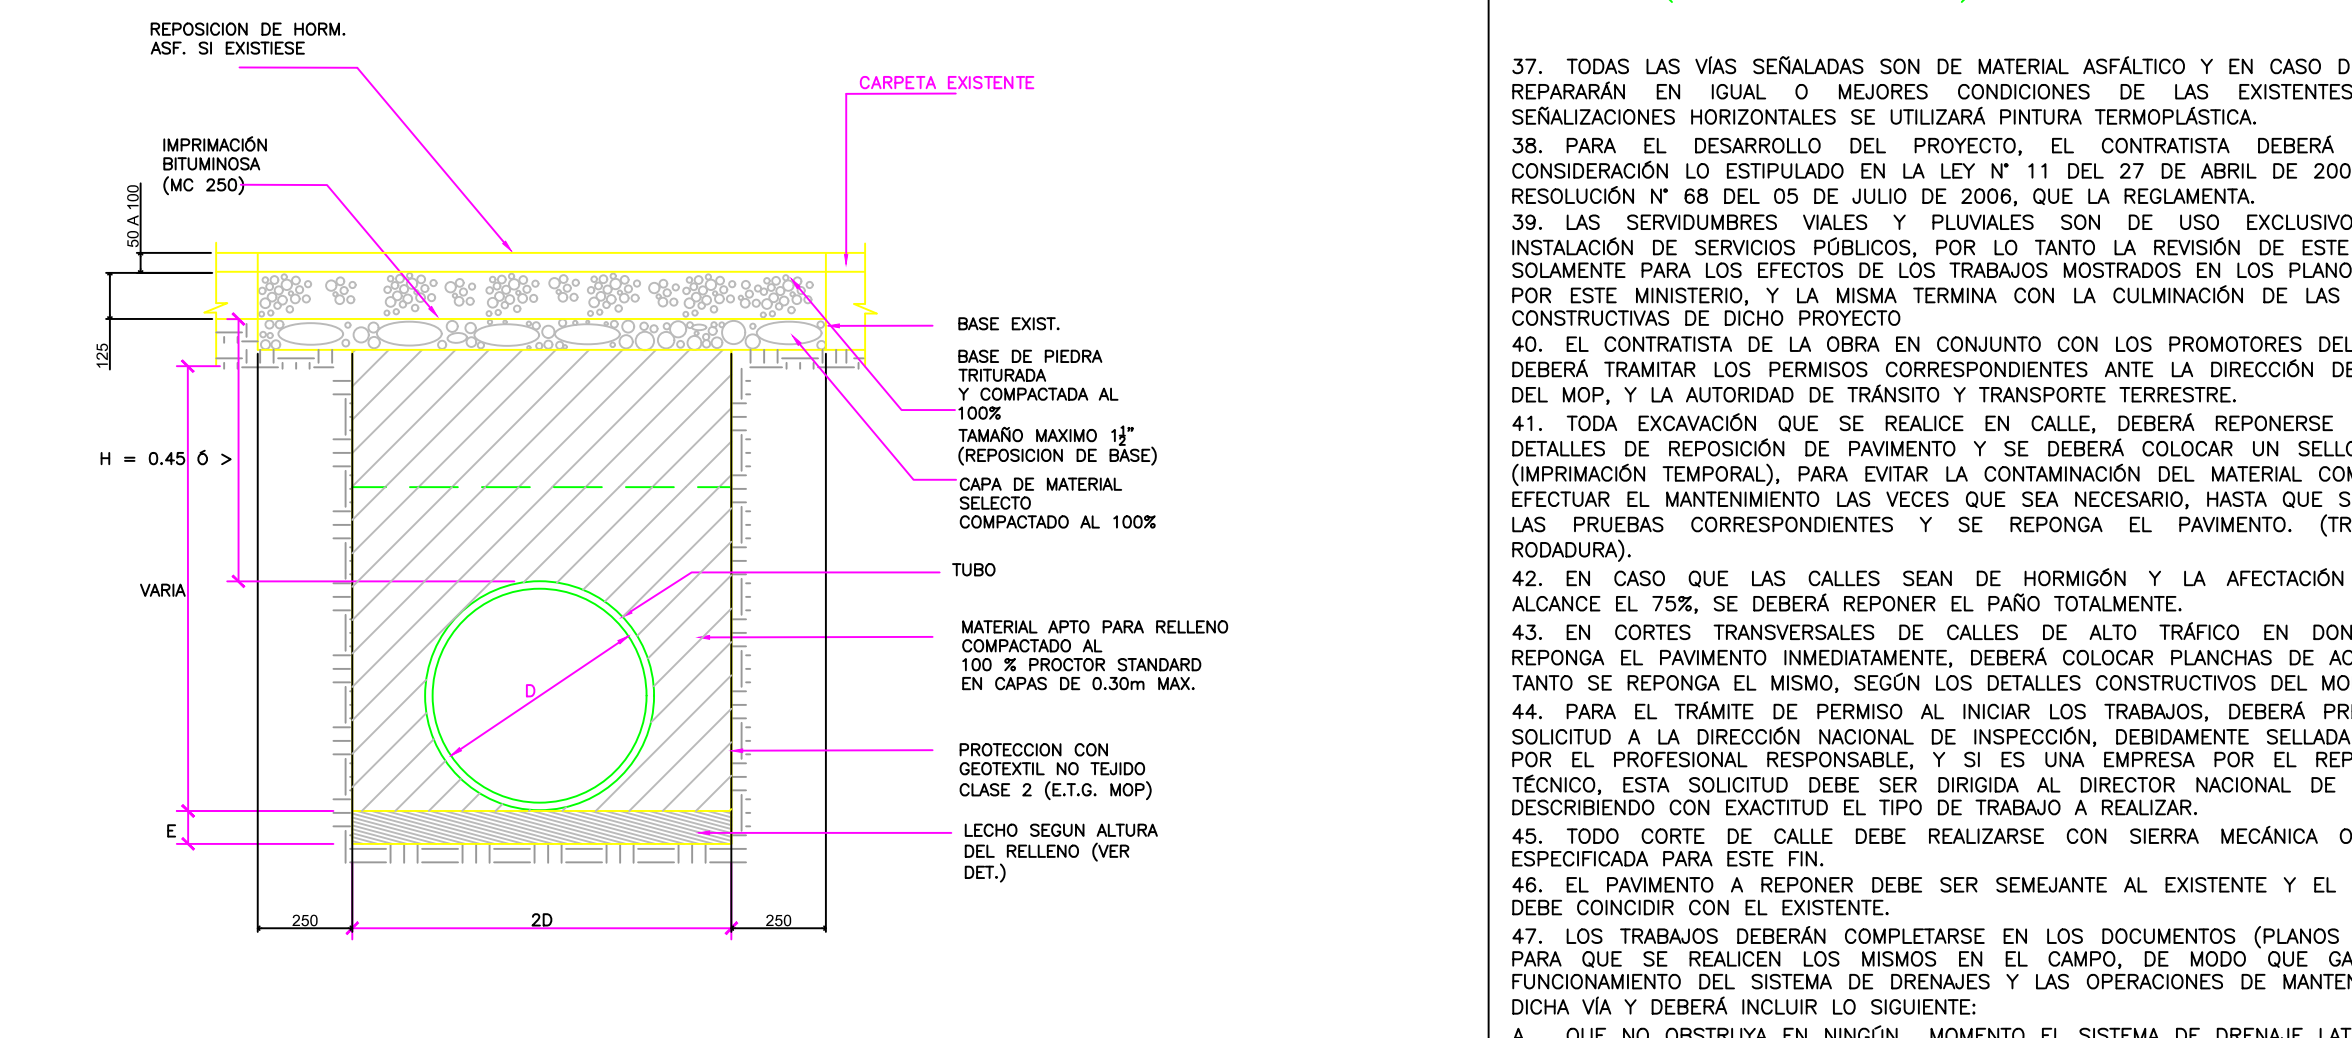 REPOSICION DE HORM.
ASF. SI EXISTIESE
CARPETA EXISTENTE
IMPRIMACIÓN
BITUMINOSA
(MC 250)
50 A 100
125
BASE EXIST.
BASE DE PIEDRA
TRITURADA
Y COMPACTADA AL
100%
TAMAÑO MAXIMO 1½"
(REPOSICION DE BASE)
H = 0.45 Ó >
CAPA DE MATERIAL
SELECTO
COMPACTADO AL 100%
TUBO
VARIA
MATERIAL APTO PARA RELLENO
COMPACTADO AL
100 % PROCTOR STANDARD
EN CAPAS DE 0.30m MAX.
D
PROTECCION CON
GEOTEXTIL NO TEJIDO
CLASE 2 (E.T.G. MOP)
E
LECHO SEGUN ALTURA
DEL RELLENO (VER
DET.)
250
2D
250
37. TODAS LAS VÍAS SEÑALADAS SON DE MATERIAL ASFÁLTICO Y EN CASO D
REPARARÁN EN IGUAL O MEJORES CONDICIONES DE LAS EXISTENTES
SEÑALIZACIONES HORIZONTALES SE UTILIZARÁ PINTURA TERMOPLÁSTICA.
38. PARA EL DESARROLLO DEL PROYECTO, EL CONTRATISTA DEBERÁ
CONSIDERACIÓN LO ESTIPULADO EN LA LEY N° 11 DEL 27 DE ABRIL DE 200
RESOLUCIÓN N° 68 DEL 05 DE JULIO DE 2006, QUE LA REGLAMENTA.
39. LAS SERVIDUMBRES VIALES Y PLUVIALES SON DE USO EXCLUSIVO
INSTALACIÓN DE SERVICIOS PÚBLICOS, POR LO TANTO LA REVISIÓN DE ESTE
SOLAMENTE PARA LOS EFECTOS DE LOS TRABAJOS MOSTRADOS EN LOS PLANO
POR ESTE MINISTERIO, Y LA MISMA TERMINA CON LA CULMINACIÓN DE LAS
CONSTRUCTIVAS DE DICHO PROYECTO
40. EL CONTRATISTA DE LA OBRA EN CONJUNTO CON LOS PROMOTORES DEL
DEBERÁ TRAMITAR LOS PERMISOS CORRESPONDIENTES ANTE LA DIRECCIÓN DE
DEL MOP, Y LA AUTORIDAD DE TRÁNSITO Y TRANSPORTE TERRESTRE.
41. TODA EXCAVACIÓN QUE SE REALICE EN CALLE, DEBERÁ REPONERSE
DETALLES DE REPOSICIÓN DE PAVIMENTO Y SE DEBERÁ COLOCAR UN SELLO
(IMPRIMACIÓN TEMPORAL), PARA EVITAR LA CONTAMINACIÓN DEL MATERIAL COM
EFECTUAR EL MANTENIMIENTO LAS VECES QUE SEA NECESARIO, HASTA QUE S
LAS PRUEBAS CORRESPONDIENTES Y SE REPONGA EL PAVIMENTO. (TR
RODADURA).
42. EN CASO QUE LAS CALLES SEAN DE HORMIGÓN Y LA AFECTACIÓN
ALCANCE EL 75%, SE DEBERÁ REPONER EL PAÑO TOTALMENTE.
43. EN CORTES TRANSVERSALES DE CALLES DE ALTO TRÁFICO EN DON
REPONGA EL PAVIMENTO INMEDIATAMENTE, DEBERÁ COLOCAR PLANCHAS DE AC
TANTO SE REPONGA EL MISMO, SEGÚN LOS DETALLES CONSTRUCTIVOS DEL MO
44. PARA EL TRÁMITE DE PERMISO AL INICIAR LOS TRABAJOS, DEBERÁ PR
SOLICITUD A LA DIRECCIÓN NACIONAL DE INSPECCIÓN, DEBIDAMENTE SELLADA
POR EL PROFESIONAL RESPONSABLE, Y SI ES UNA EMPRESA POR EL REP
TÉCNICO, ESTA SOLICITUD DEBE SER DIRIGIDA AL DIRECTOR NACIONAL DE
DESCRIBIENDO CON EXACTITUD EL TIPO DE TRABAJO A REALIZAR.
45. TODO CORTE DE CALLE DEBE REALIZARSE CON SIERRA MECÁNICA O
ESPECIFICADA PARA ESTE FIN.
46. EL PAVIMENTO A REPONER DEBE SER SEMEJANTE AL EXISTENTE Y EL
DEBE COINCIDIR CON EL EXISTENTE.
47. LOS TRABAJOS DEBERÁN COMPLETARSE EN LOS DOCUMENTOS (PLANOS
PARA QUE SE REALICEN LOS MISMOS EN EL CAMPO, DE MODO QUE GA
FUNCIONAMIENTO DEL SISTEMA DE DRENAJES Y LAS OPERACIONES DE MANTEN
DICHA VÍA Y DEBERÁ INCLUIR LO SIGUIENTE:
A. QUE NO OBSTRUYA EN NINGÚN MOMENTO EL SISTEMA DE DRENAJE LAT